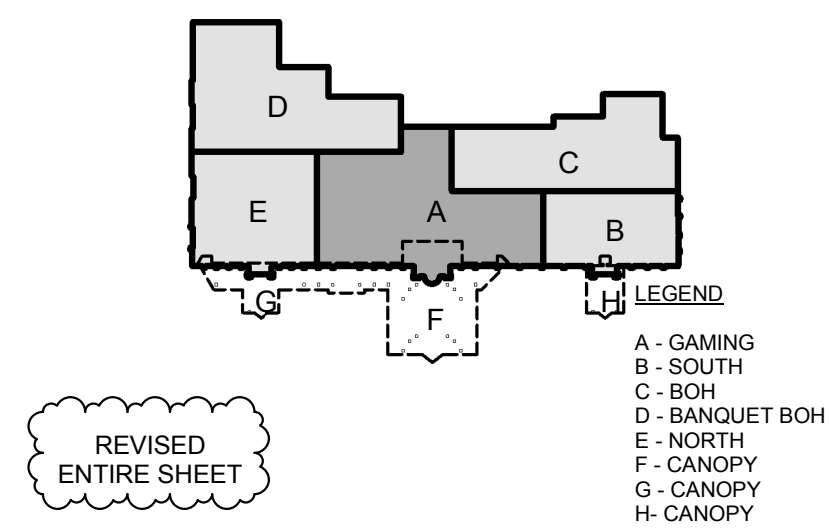 D
C
E
A
B
G
F
H
LEGEND
A - GAMING
B - SOUTH
C - BOH
D - BANQUET BOH
E - NORTH
F - CANOPY
G - CANOPY
H- CANOPY
REVISED
ENTIRE SHEET